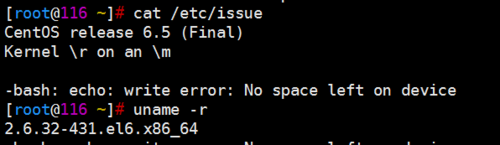 [root@116 ~]# cat /etc/issue
CentOS release 6.5 (Final)
Kernel \r on an \m
-bash: echo: write error: No space left on device
[root@116 ~]# uname -r
2.6.32-431.el6.x86_64